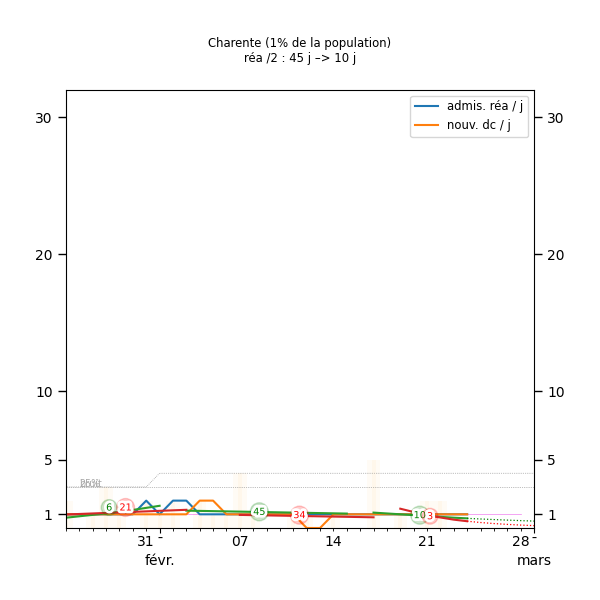 Charente (1% de la population)
réa /2 : 45 j –> 10 j
admis. réa / j
nouv. dc / j
30 30
20 20
10 10
5 5
1 1
6 21 45 34 10 3
31 07 14 21 28
févr. mars